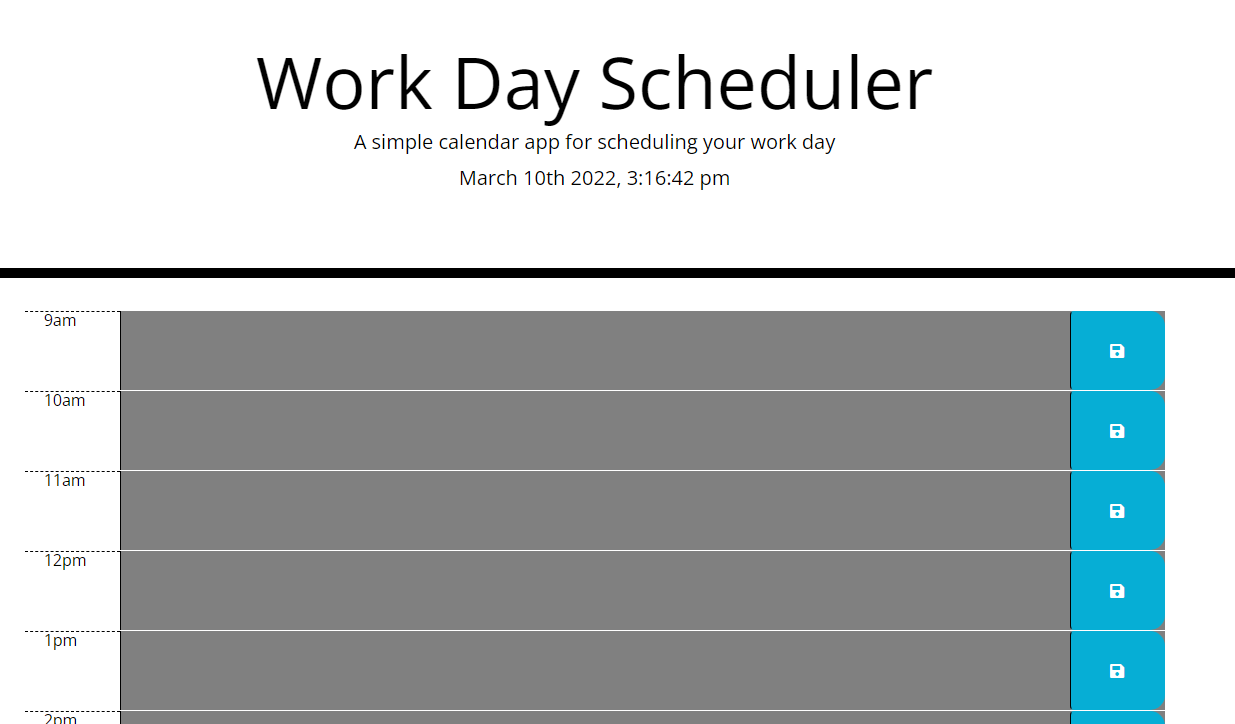 Work Day Scheduler
A simple calendar app for scheduling your work day
March 10th 2022, 3:16:42 pm
9am
10am
11am
12pm
1pm
2pm